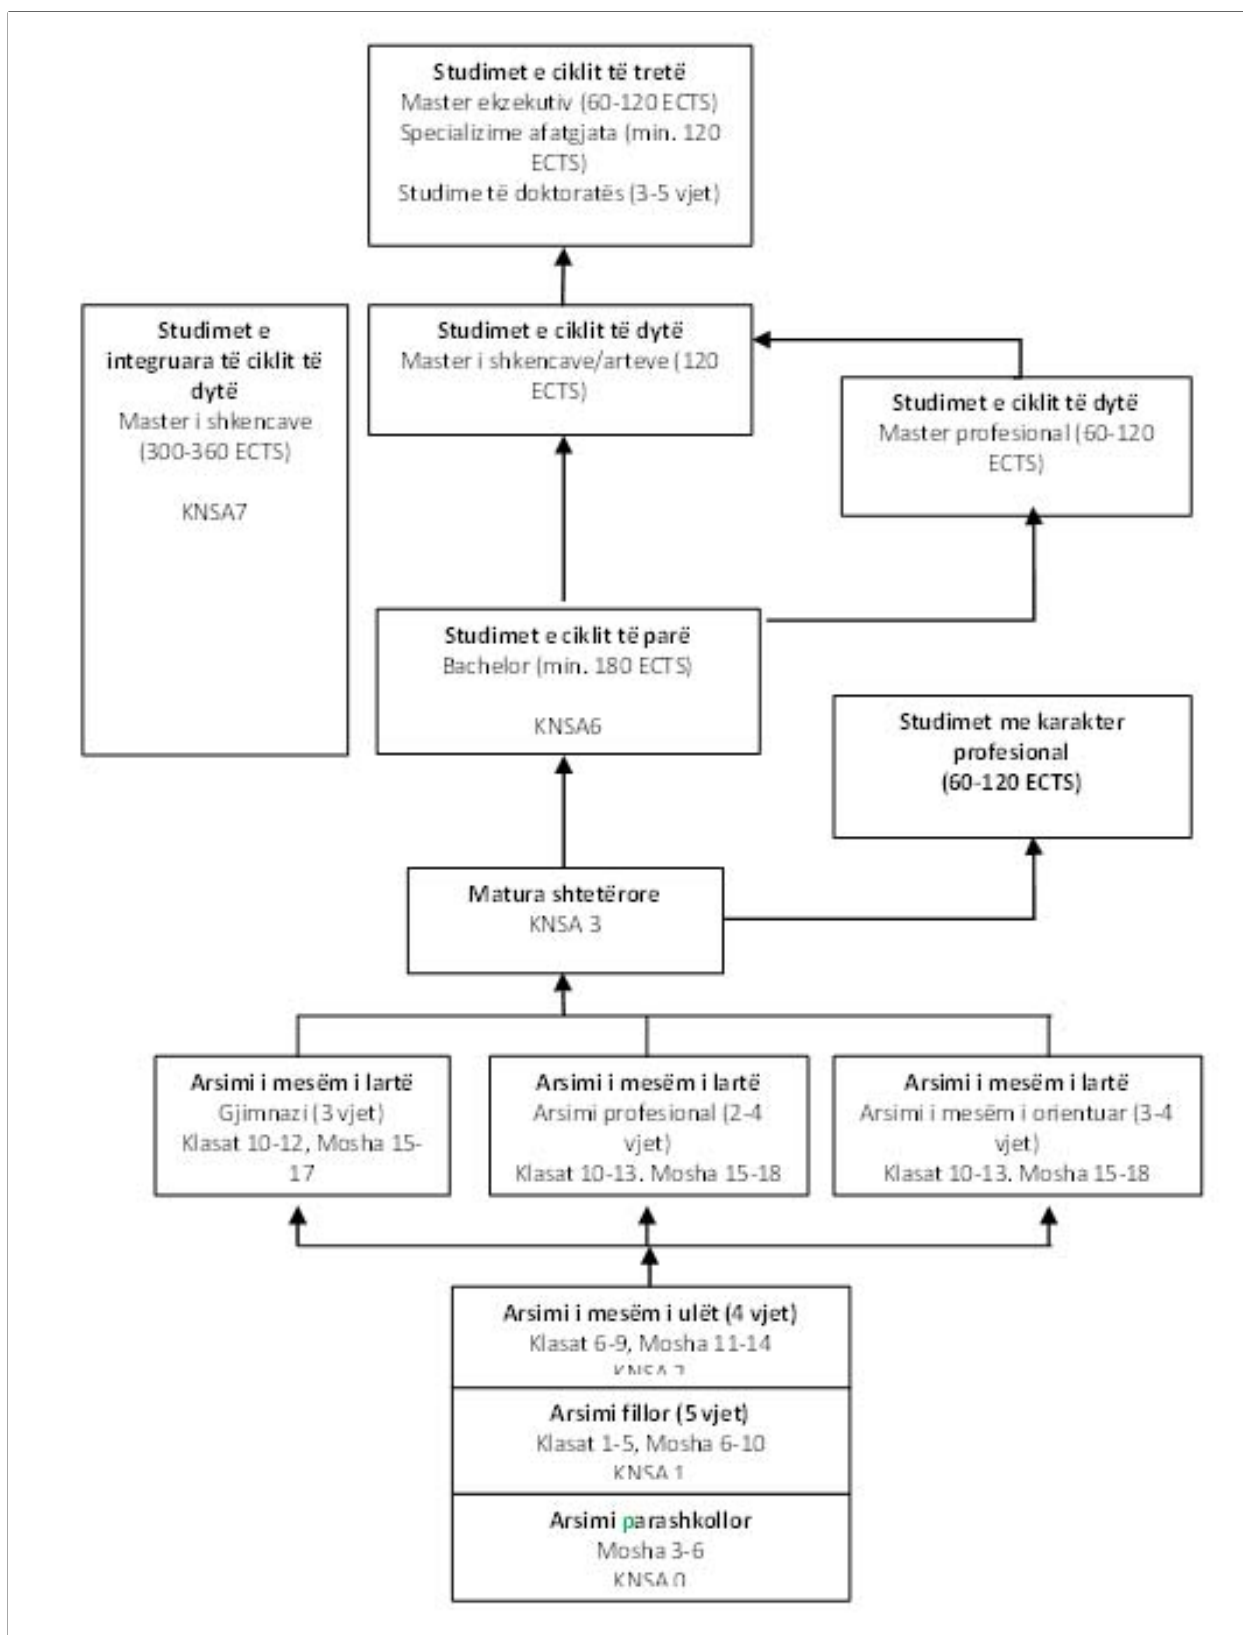 Studimet e ciklit të tretë
Master ekzekutiv (60-120 ECTS)
Specializime afatgjata (min. 120
ECTS)
Studime të doktoratës (3-5 vjet)
Studimet e
integruara të ciklit të
dytë
Master i shkencave
(300-360 ECTS)
KNSA7
Studimet e ciklit të dytë
Master i shkencave/arteve (120
ECTS)
Studimet e ciklit të dytë
Master profesional (60-120
ECTS)
Studimet e ciklit të parë
Bachelor (min. 180 ECTS)
KNSA6
Studimet me karakter
profesional
(60-120 ECTS)
Matura shtetërore
KNSA 3
Arsimi i mesëm i lartë
Gjimnazi (3 vjet)
Klasat 10-12, Mosha 15-
17
Arsimi i mesëm i lartë
Arsimi profesional (2-4
vjet)
Klasat 10-13. Mosha 15-18
Arsimi i mesëm i lartë
Arsimi i mesëm i orientuar (3-4
vjet)
Klasat 10-13. Mosha 15-18
Arsimi i mesëm i ulët (4 vjet)
Klasat 6-9, Mosha 11-14
KNSA
Arsimi fillor (5 vjet)
Klasat 1-5, Mosha 6-10
KNSA 1
Arsimi parashkollor
Mosha 3-6
KNSA 0